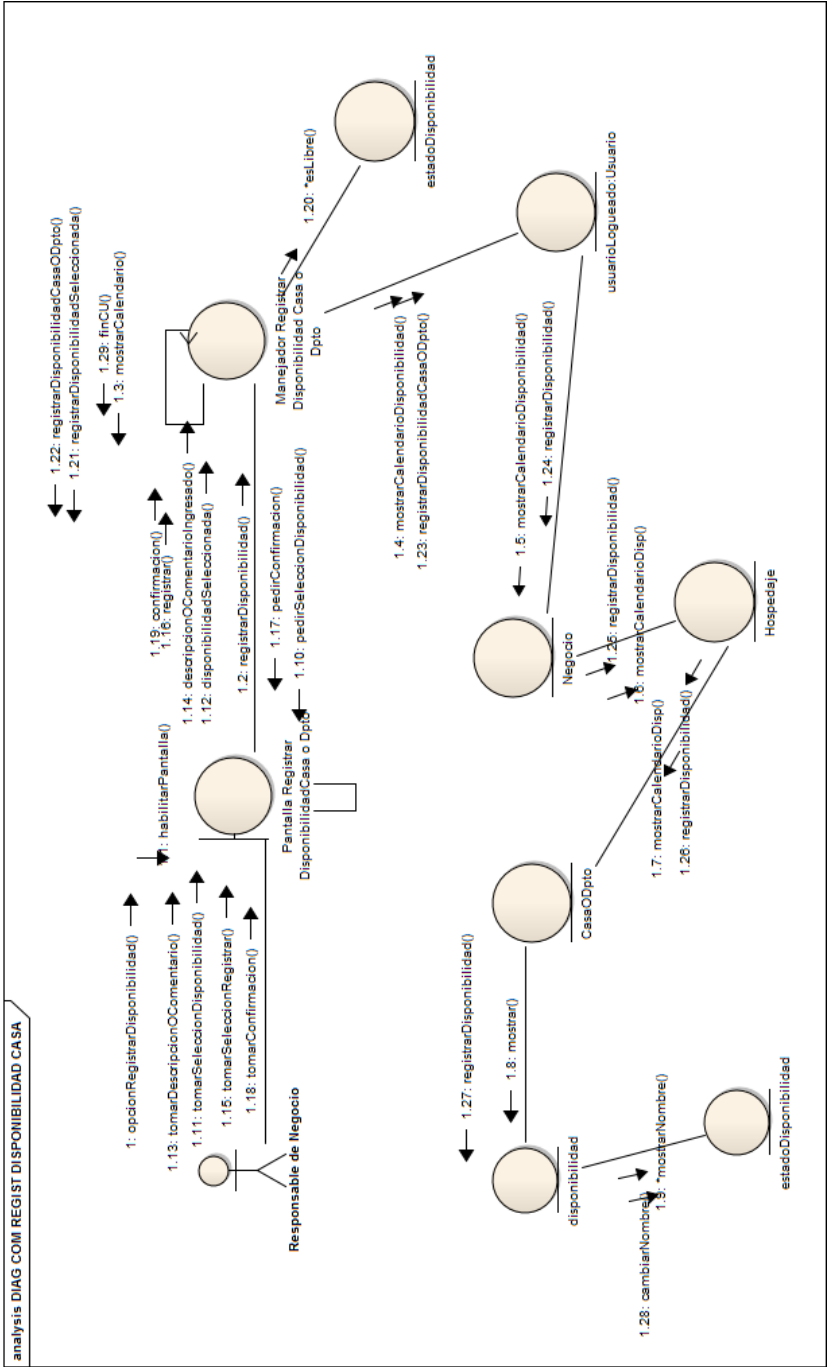 analysis DIAG COM REGIST DISPONIBILIDAD CASA
1: opcionRegistrarDisponibilidad()
1.13: tomarDescripcionOComentario()
1.11: tomarSeleccionDisponibilidad()
1.15: tomarSeleccionRegistrar()
1.18: tomarConfirmacion()
Responsable de Negocio
1.1: habilitarPantalla()
Pantalla Registrar
DisponibilidadCasa o Dpto
1.19: confirmacion()
1.16: registrar()
1.14: descripcionOComentarioIngresado()
1.12: disponibilidadSeleccionada()
1.2: registrarDisponibilidad()
1.17: pedirConfirmacion()
1.10: pedirSeleccionDisponibilidad()
1.22: registrarDisponibilidadCasaODpto()
1.21: registrarDisponibilidadSeleccionada()
1.29: finCU()
1.3: mostrarCalendario()
Manejador Registrar
Disponibilidad Casa o
Dpto
1.20: *esLibre()
estadoDisponibilidad
1.4: mostrarCalendarioDisponibilidad()
1.23: registrarDisponibilidadCasaODpto()
usuarioLogueado:Usuario
1.5: mostrarCalendarioDisponibilidad()
1.24: registrarDisponibilidad()
Negocio
1.25: registrarDisponibilidad()
1.6: mostrarCalendarioDisp()
Hospedaje
1.7: mostrarCalendarioDisp()
1.26: registrarDisponibilidad()
CasaODpto
1.27: registrarDisponibilidad()
1.8: mostrar()
disponibilidad
1.9: *mostrarNombre()
1.28: cambiarNombre()
estadoDisponibilidad